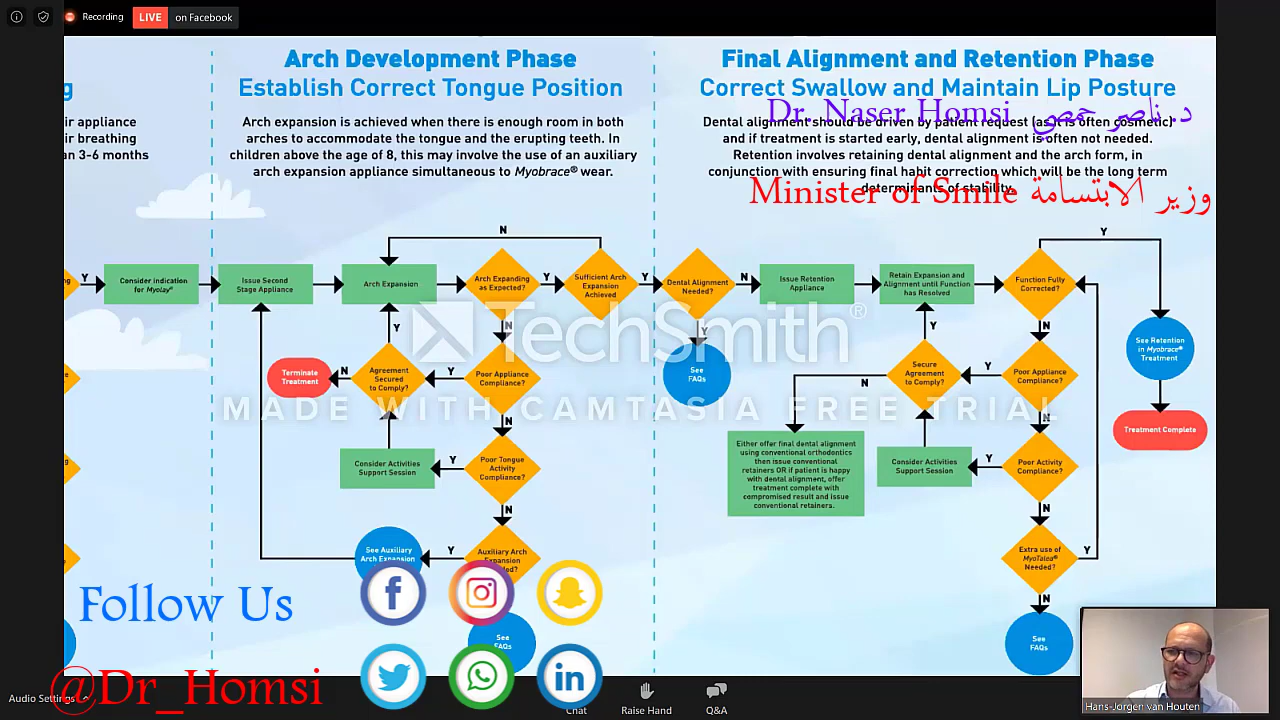 Recording
LIVE
on Facebook
g
ir appliance
ir breathing
n 3–6 months
Arch Development Phase
Establish Correct Tongue Position
Arch expansion is achieved when there is enough room in both
arches to accommodate the tongue and the erupting teeth. In
children above the age of 8, this may involve the use of an auxiliary
arch expansion appliance simultaneous to Myobrace® wear.
Final Alignment and Retention Phase
Correct Swallow and Maintain Lip Posture
Dental alignment should be driven by patient request (as it is often cosmetic)
and if treatment is started early, dental alignment is often not needed.
Retention involves retaining dental alignment and the arch form, in
conjunction with ensuring final habit correction which will be the long term
determinants of stability.
Dr. Naser Homsi د.ناصر حمصي
Minister of Smile وزير الابتسامة
Y
Consider Indication
for Myolay®
Issue Second
Stage Appliance
Arch Expansion
N
Arch Expanding
as Expected?
Y
Sufficient Arch
Expansion
Achieved
Y
N
Y
Terminate
Treatment
N
Agreement
Secured
to Comply?
Y
Poor Appliance
Compliance?
N
Consider Activities
Support Session
Y
Poor Tongue
Activity
Compliance?
N
See Auxiliary
Arch Expansion
Y
Auxiliary Arch
Expansion
See
FAQs
Dental Alignment
Needed?
N
Y
See
FAQs
Issue Retention
Appliance
Retain Expansion and
Alignment until Function
has Resolved
Function Fully
Corrected?
Y
N
Y
See Retention
in Myobrace®
Treatment
Treatment Complete
Secure
Agreement
to Comply?
N
Y
Poor Appliance
Compliance?
N
Either offer final dental alignment
using conventional orthodontics
then issue conventional
retainers OR if patient is happy
with dental alignment, offer
treatment complete with
compromised result and issue
conventional retainers.
Consider Activities
Support Session
Y
Poor Activity
Compliance?
N
Extra use of
MyoTalea®
Needed?
Y
N
See
FAQs
TechSmith®
MADE WITH CAMTASIA FREE TRIAL
Follow Us
@Dr_Homsi
Audio Settings
Chat
Raise Hand
Q&A
Hans-Jorgen van Houten